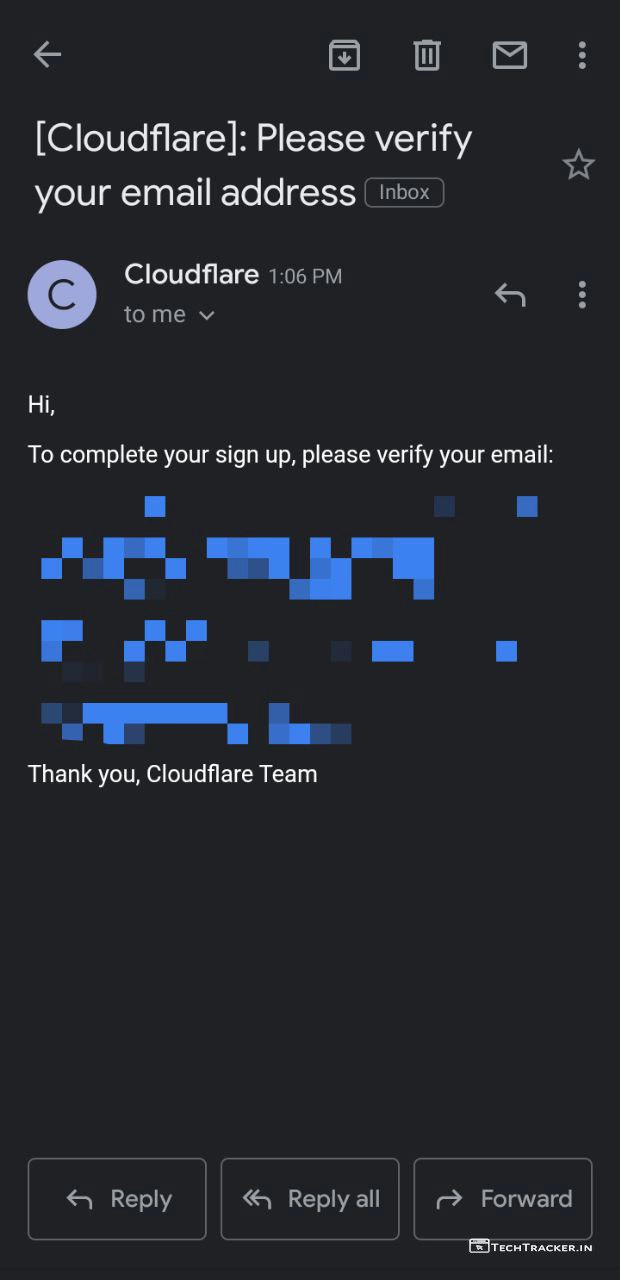 [Cloudflare]: Please verify
your email address Inbox
C
Cloudflare 1:06 PM
to me
Hi,
To complete your sign up, please verify your email:
Thank you, Cloudflare Team
Reply
Reply all
Forward
TECHTRACKER.IN